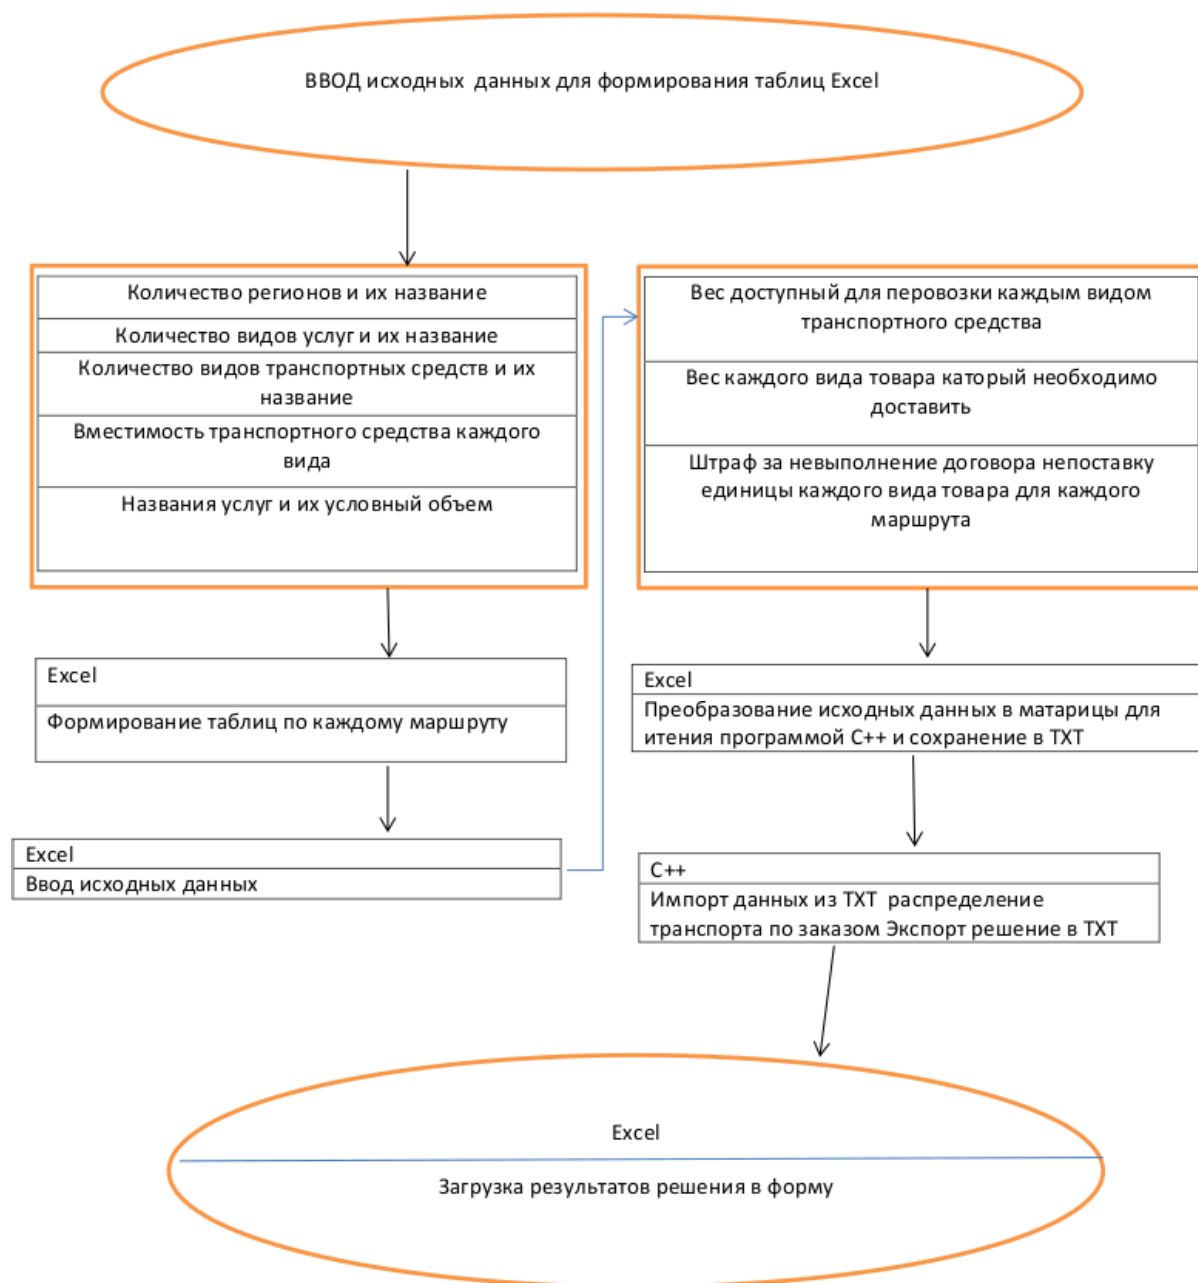 ВВОД исходных данных для формирования таблиц Excel
Количество регионов и их название
Количество видов услуг и их название
Количество видов транспортных средств и их
название
Вместимость транспортного средства каждого
вида
Названия услуг и их условный объем
Excel
Формирование таблиц по каждому маршруту
Excel
Ввод исходных данных
Вес доступный для перовозки каждым видом
транспортного средства
Вес каждого вида товара каторый необходимо
доставить
Штраф за невыполнение договора непоставку
единицы каждого вида товара для каждого
маршрута
Excel
Преобразование исходных данных в матарицы для
итения программой С++ и сохранение в TXT
С++
Импорт данных из TXT распределение
транспорта по заказом Экспорт решение в TXT
Excel
Загрузка результатов решения в форму